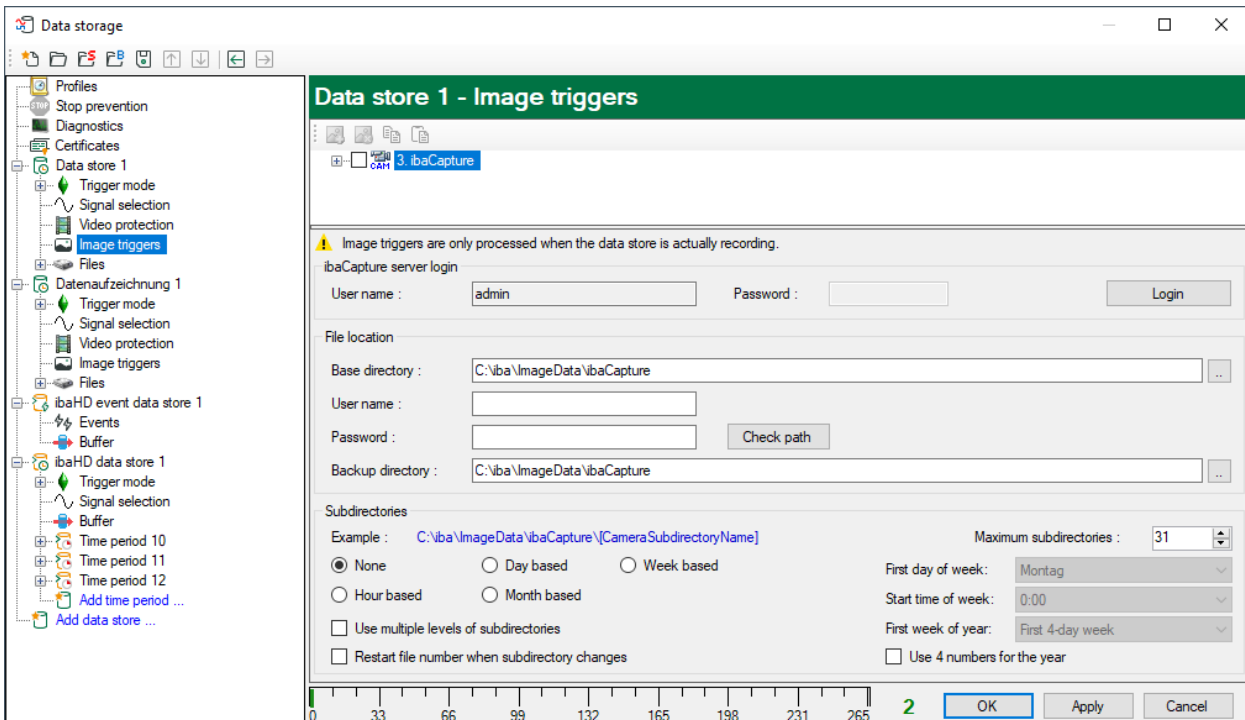 Data storage
Profiles
Stop prevention
Diagnostics
Certificates
Data store 1
Trigger mode
Signal selection
Video protection
Image triggers
Files
Datenaufzeichnung 1
Trigger mode
Signal selection
Video protection
Image triggers
Files
ibaHD event data store 1
Events
Buffer
ibaHD data store 1
Trigger mode
Signal selection
Buffer
Time period 10
Time period 11
Time period 12
Add time period ...
Add data store ...
Data store 1 - Image triggers
CAM 3. ibaCapture
Image triggers are only processed when the data store is actually recording.
ibaCapture server login
User name : admin Password : Login
File location
Base directory : C:\iba\ImageData\ibaCapture ..
User name :
Password : Check path
Backup directory : C:\iba\ImageData\ibaCapture ..
Subdirectories
Example : C:\iba\ImageData\ibaCapture\[CameraSubdirectoryName] Maximum subdirectories : 31
None Day based Week based First day of week: Montag
Hour based Month based Start time of week: 0:00
Use multiple levels of subdirectories First week of year: First 4-day week
Restart file number when subdirectory changes Use 4 numbers for the year
0 33 66 99 132 165 198 231 265 2 OK Apply Cancel